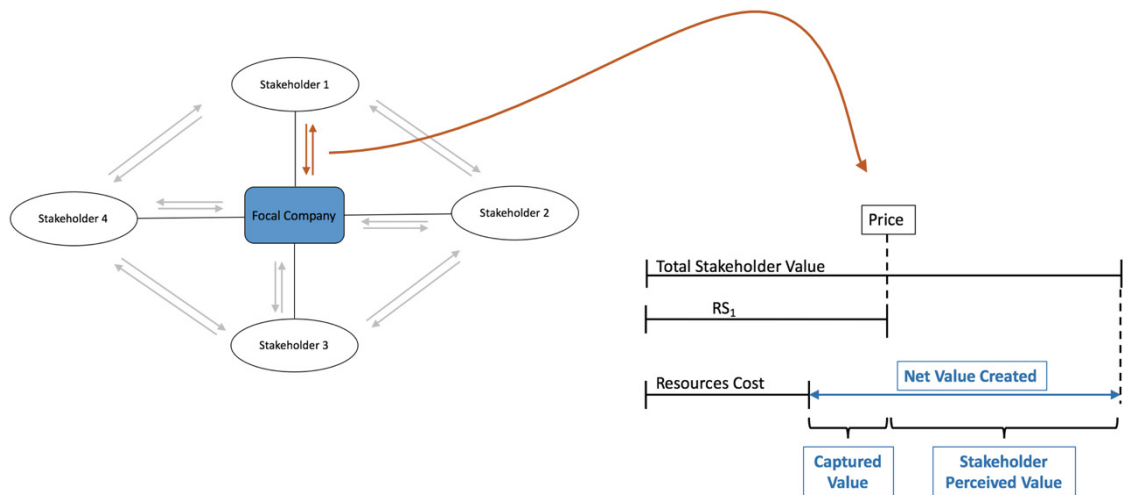 Stakeholder 1
Stakeholder 4
Focal Company
Stakeholder 2
Stakeholder 3
Price
Total Stakeholder Value
RS₁
Resources Cost
Net Value Created
Captured
Value
Stakeholder
Perceived Value